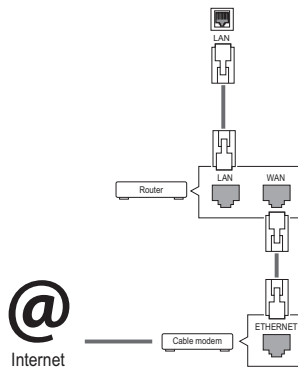 LAN
LAN WAN
Router
ETHERNET
@
Cable modem
Internet